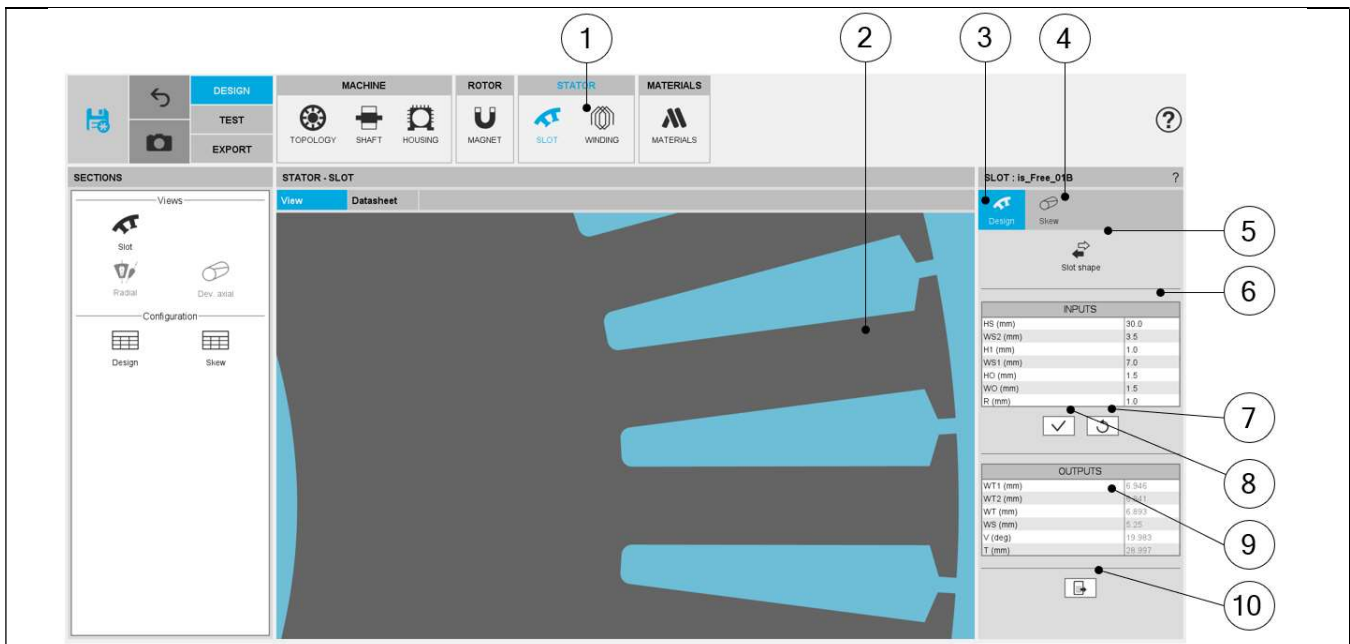 1 2 3 4
DESIGN MACHINE ROTOR STATOR MATERIALS
TEST
EXPORT
TOPOLOGY SHAFT HOUSING MAGNET SLOT WINDING MATERIALS
?
SECTIONS STATOR - SLOT SLOT : is_Free_01B ?
Views View Datasheet
Slot
Radial Dev. axial
Configuration
Design Skew
Design Skew
5
Slot shape
6
INPUTS
HS (mm) 30.0
WS2 (mm) 3.5
H1 (mm) 1.0
WS1 (mm) 7.0
HO (mm) 1.5
WO (mm) 1.5
R (mm) 1.0
7
8
OUTPUTS
WT1 (mm) 6.946
WT2 (mm)
WT (mm) 6.893
WS (mm) 5.25
V (deg) 19.983
T (mm) 28.997
9
10